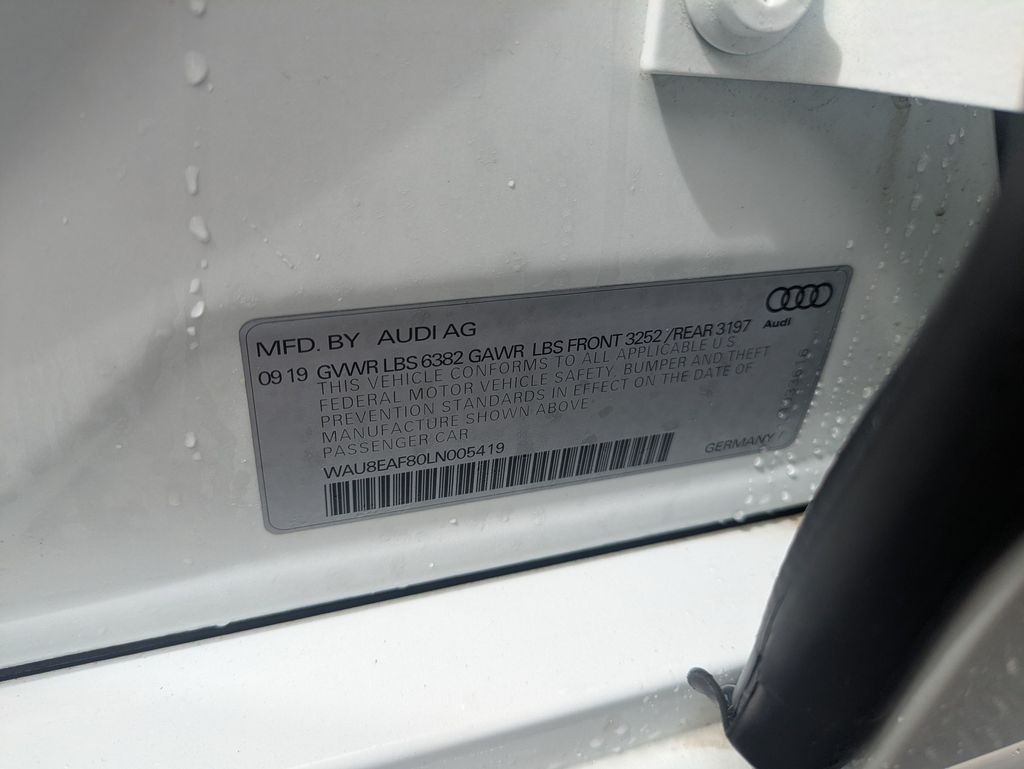 MFD. BY AUDI AG
Audi
09 19 GVWR LBS 6382 GAWR LBS FRONT 3252 /REAR 3197
THIS VEHICLE CONFORMS TO ALL APPLICABLE U.S.
FEDERAL MOTOR VEHICLE SAFETY, BUMPER AND THEFT
PREVENTION STANDARDS IN EFFECT ON THE DATE OF
MANUFACTURE SHOWN ABOVE
PASSENGER CAR
WAU8EAF80LN005419
GERMANY